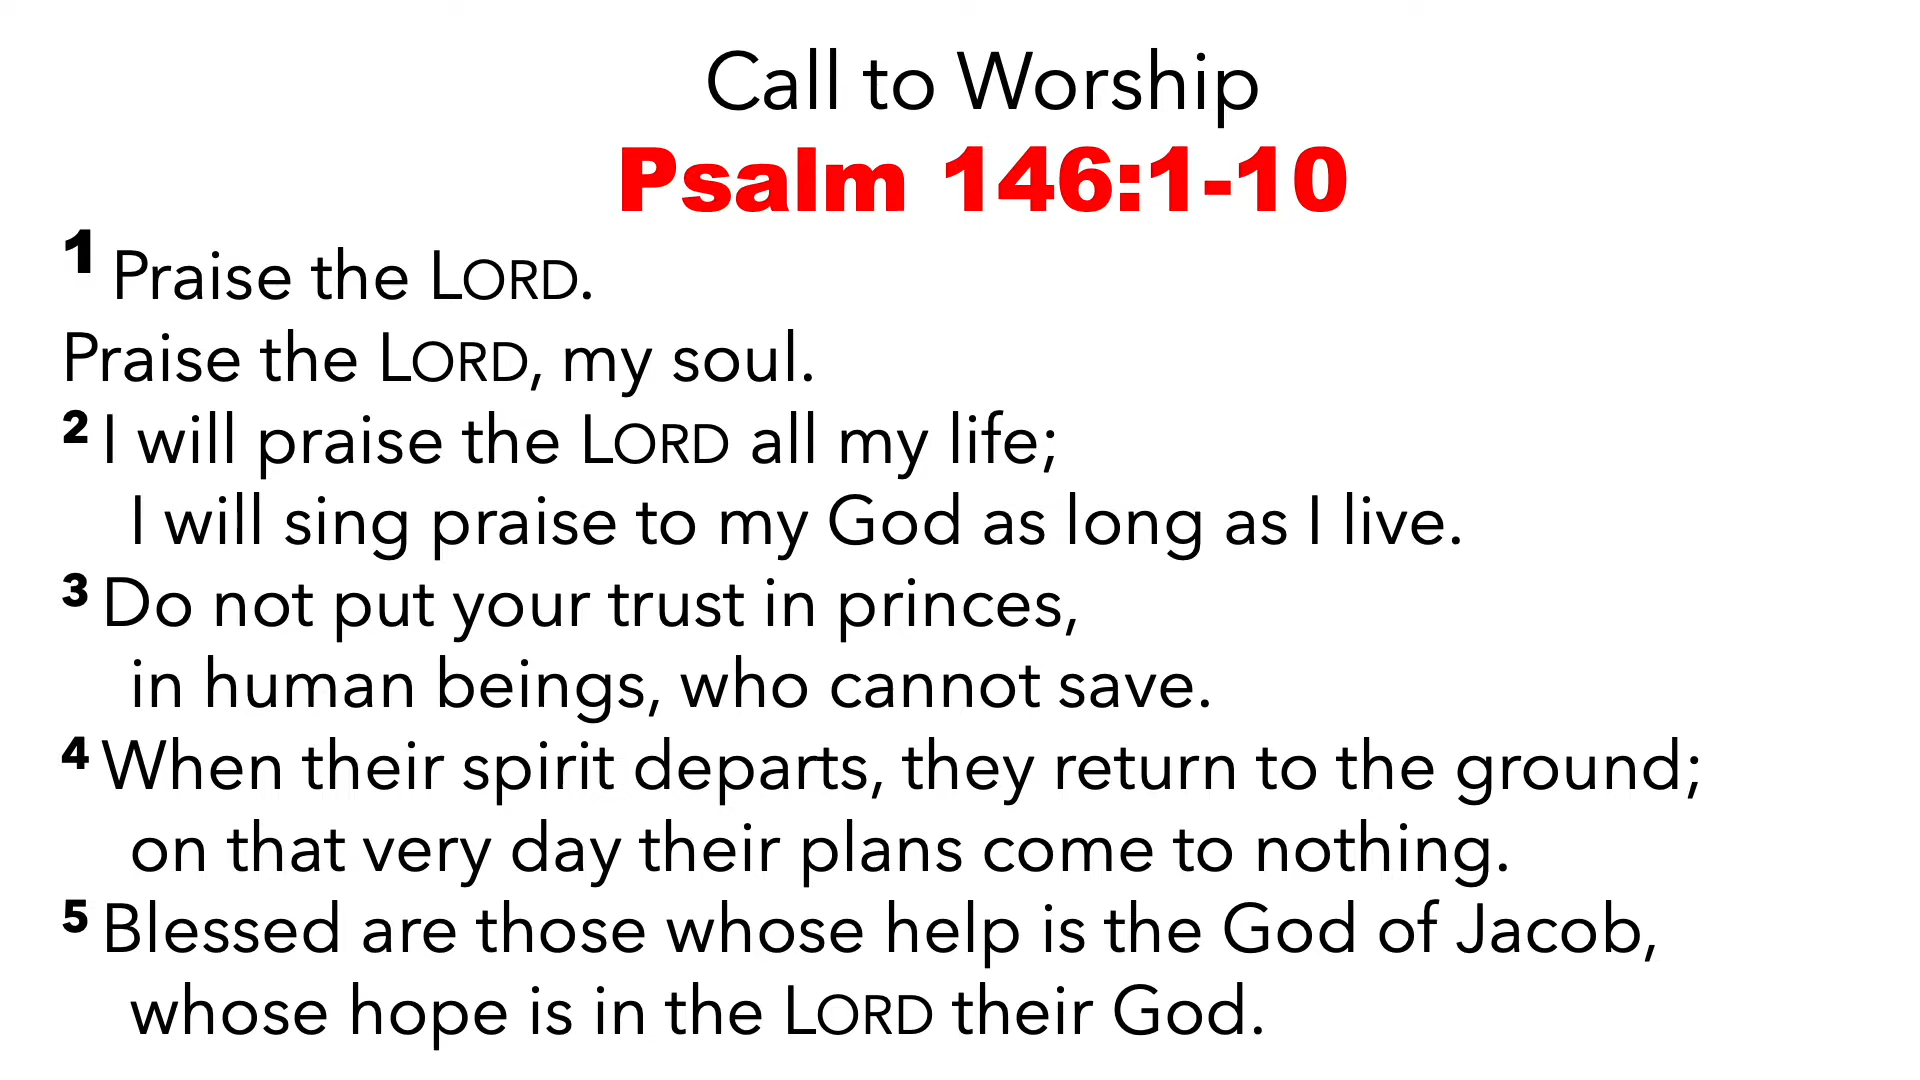 Call to Worship
Psalm 146:1-10
1 Praise the LORD.
Praise the LORD, my soul.
2 I will praise the LORD all my life;
I will sing praise to my God as long as I live.
3 Do not put your trust in princes,
in human beings, who cannot save.
4 When their spirit departs, they return to the ground;
on that very day their plans come to nothing.
5 Blessed are those whose help is the God of Jacob,
whose hope is in the LORD their God.